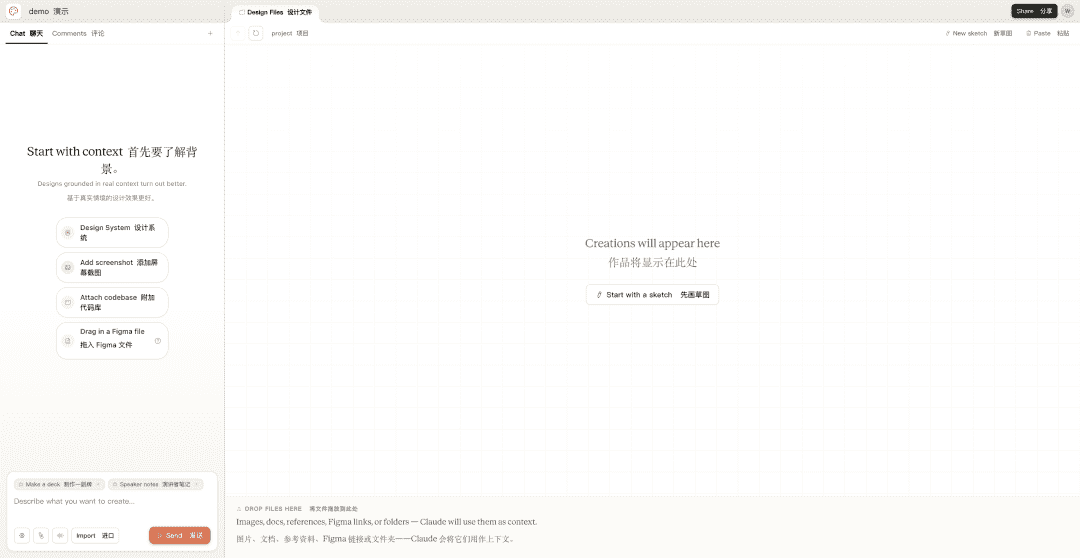 demo 演示
Design Files 设计文件
Share 分享
W
Chat 聊天 Comments 评论
project 项目
New sketch 新草图
Paste 粘贴
Start with context 首先要了解背
景。
Designs grounded in real context turn out better.
基于真实情境的设计效果更好。
Design System 设计系
统
Add screenshot 添加屏
幕截图
Attach codebase 附加
代码库
Drag in a Figma file
拖入 Figma 文件
Creations will appear here
作品将显示在此处
Start with a sketch 先画草图
Make a deck 制作一副牌
Speaker notes 演讲者笔记
Describe what you want to create...
Import 进口
Send 发送
DROP FILES HERE 将文件拖放到此处
Images, docs, references, Figma links, or folders — Claude will use them as context.
图片、文档、参考资料、Figma 链接或文件夹——Claude 会将它们用作上下文。